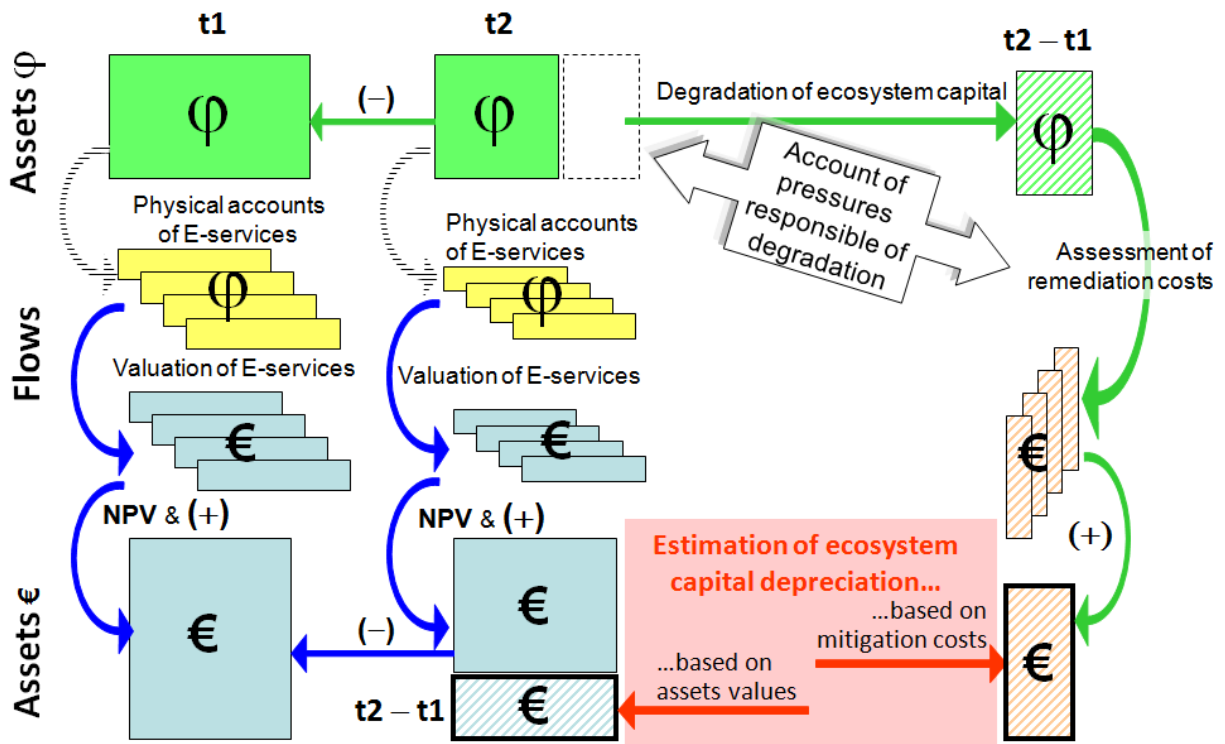 t1
t2
t2 – t1
Assets φ
φ
(–)
φ
Degradation of ecosystem capital
φ
Account of
pressures
responsible of
degradation
Physical accounts
of E-services
Physical accounts
of E-services
Assessment of
remediation costs
Flows
φ
φ
Valuation of E-services
Valuation of E-services
€
€
€
NPV & (+)
NPV & (+)
(+)
Estimation of ecosystem
capital depreciation...
Assets €
€
(–)
€
...based on
mitigation costs
...based on
assets values
€
t2 – t1
€